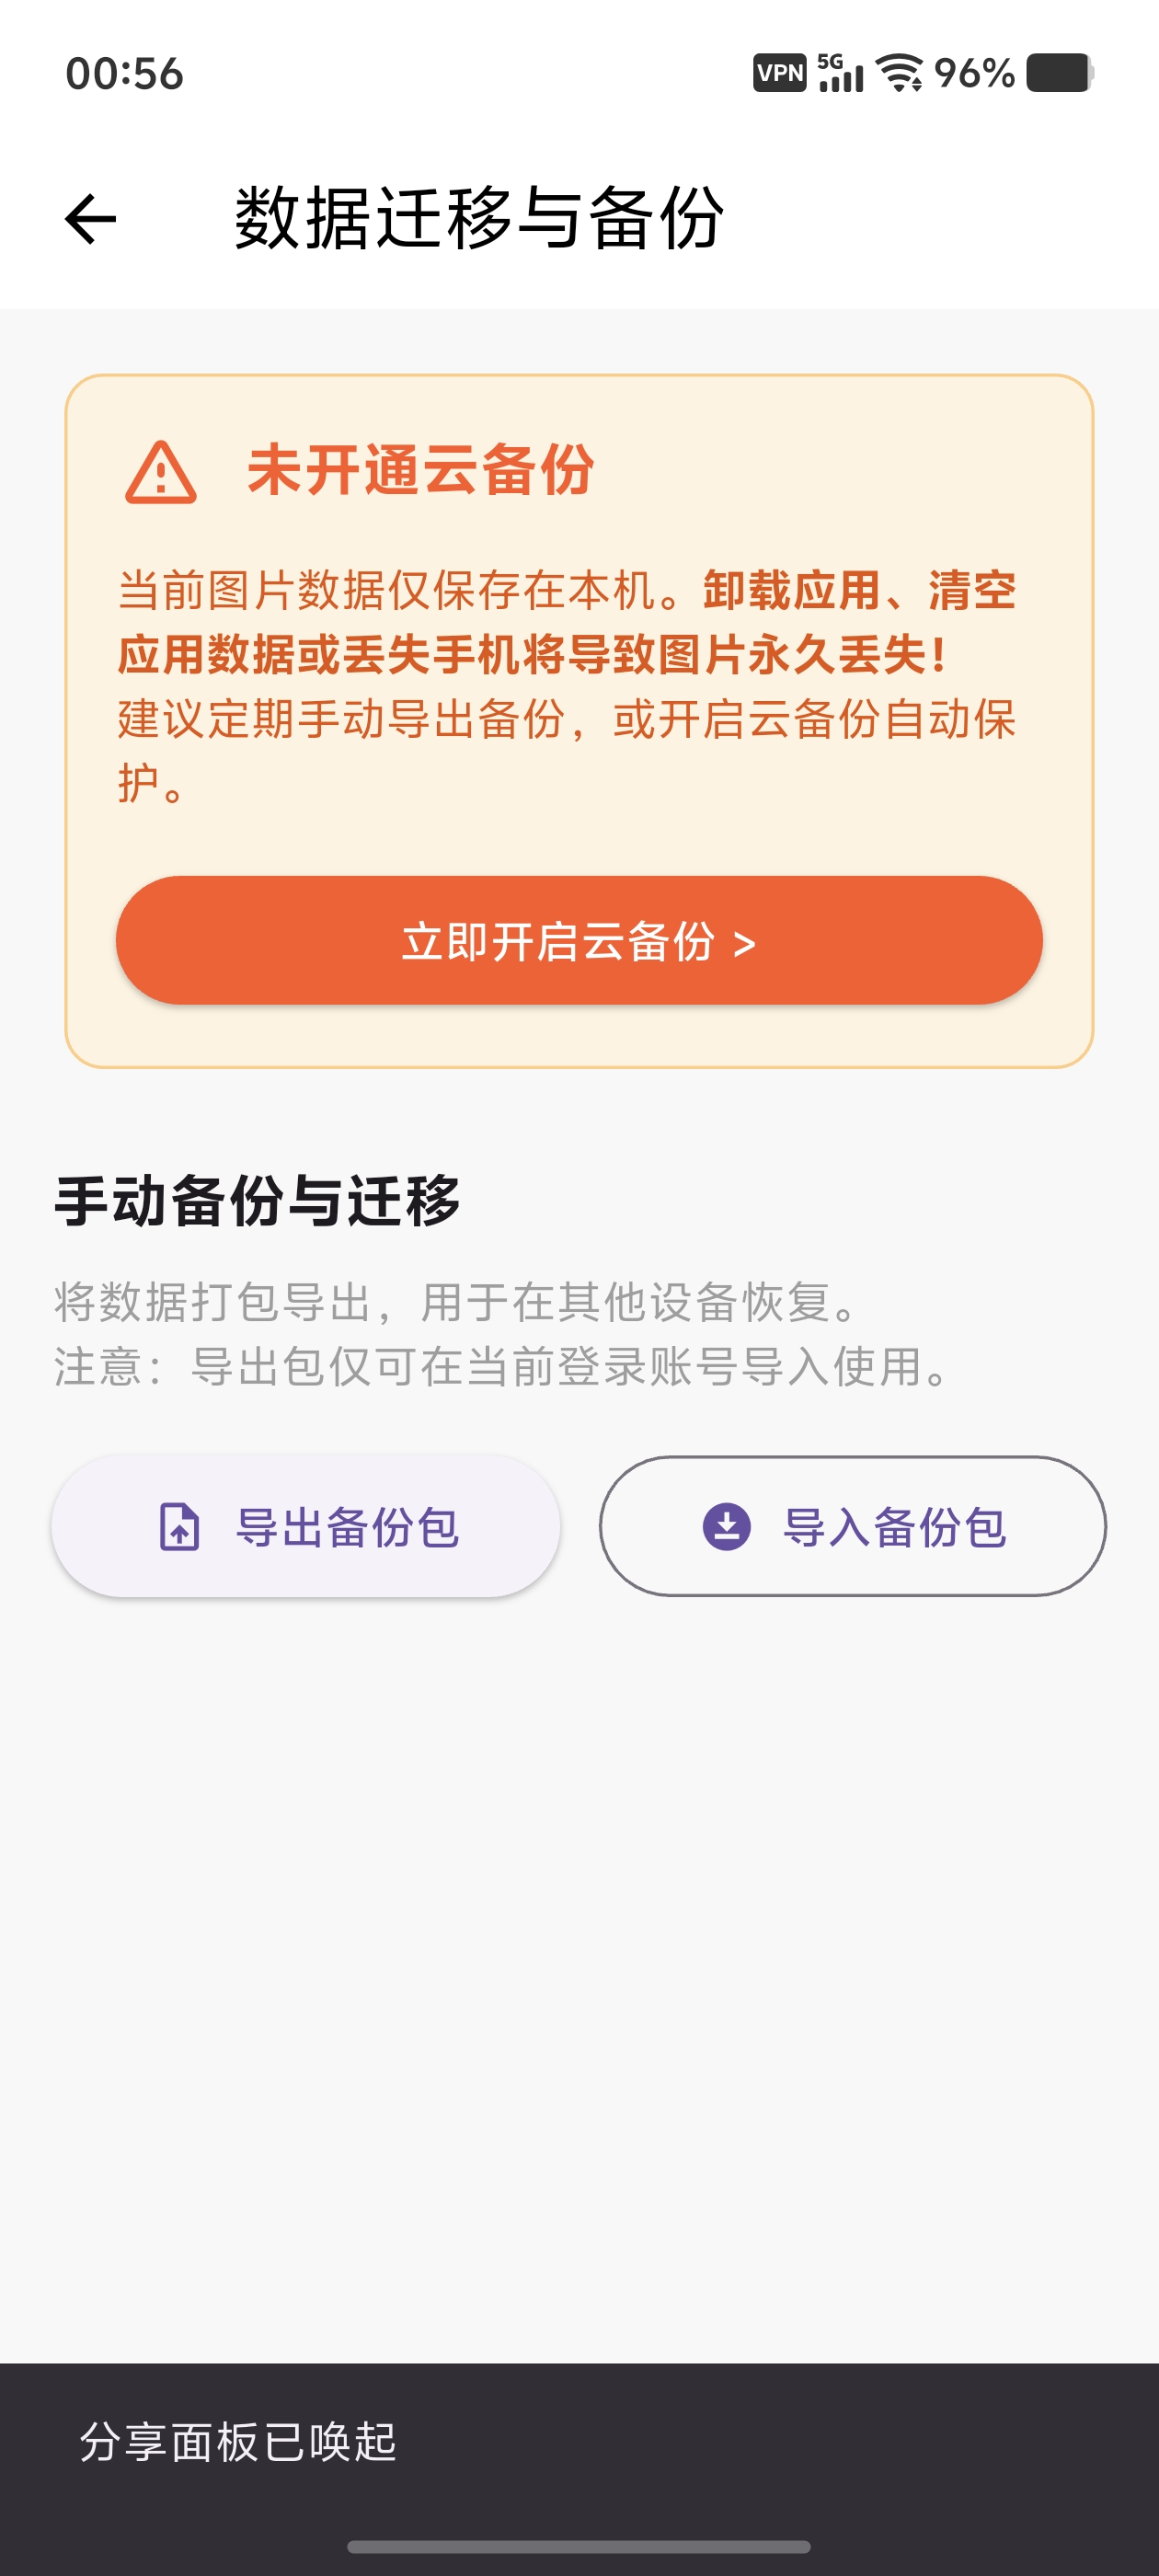 00:56
VPN 5G 96%
数据迁移与备份
未开通云备份
当前图片数据仅保存在本机。卸载应用、清空
应用数据或丢失手机将导致图片永久丢失!
建议定期手动导出备份，或开启云备份自动保
护。
立即开启云备份 >
手动备份与迁移
将数据打包导出，用于在其他设备恢复。
注意：导出包仅可在当前登录账号导入使用。
导出备份包
导入备份包
分享面板已唤起